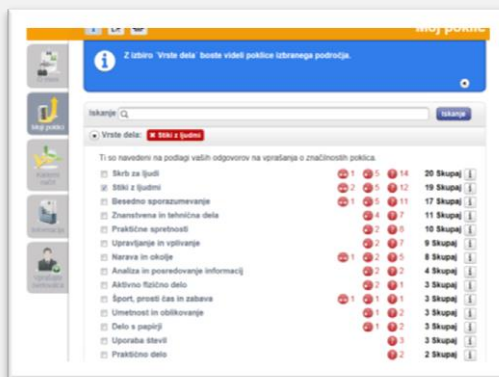 Moj poklic
Z izbiro 'Vrste dela' boste videli poklice izbranega področja.
Iskanje
Iskanje
Moj poklic
Vrste dela: Stiki z ljudmi
Ti so navedeni na podlagi vaših odgovorov na vprašanja o značilnostih poklica.
Skrb za ljudi 1 5 14 20 Skupaj i
Stiki z ljudmi 2 5 12 19 Skupaj i
Besedno sporazumevanje 1 5 11 17 Skupaj i
Znanstvena in tehnična dela 4 7 11 Skupaj i
Praktične spretnosti 2 8 10 Skupaj i
Upravljanje in vplivanje 2 7 9 Skupaj i
Narava in okolje 1 2 5 8 Skupaj i
Analiza in posredovanje informacij 2 2 4 Skupaj i
Aktivno fizično delo 2 1 3 Skupaj i
Šport, prosti čas in zabava 1 1 1 3 Skupaj i
Umetnost in oblikovanje 1 2 3 Skupaj i
Delo s papirji 1 2 3 Skupaj i
Uporaba števil 3 3 Skupaj i
Praktično delo 2 2 Skupaj i